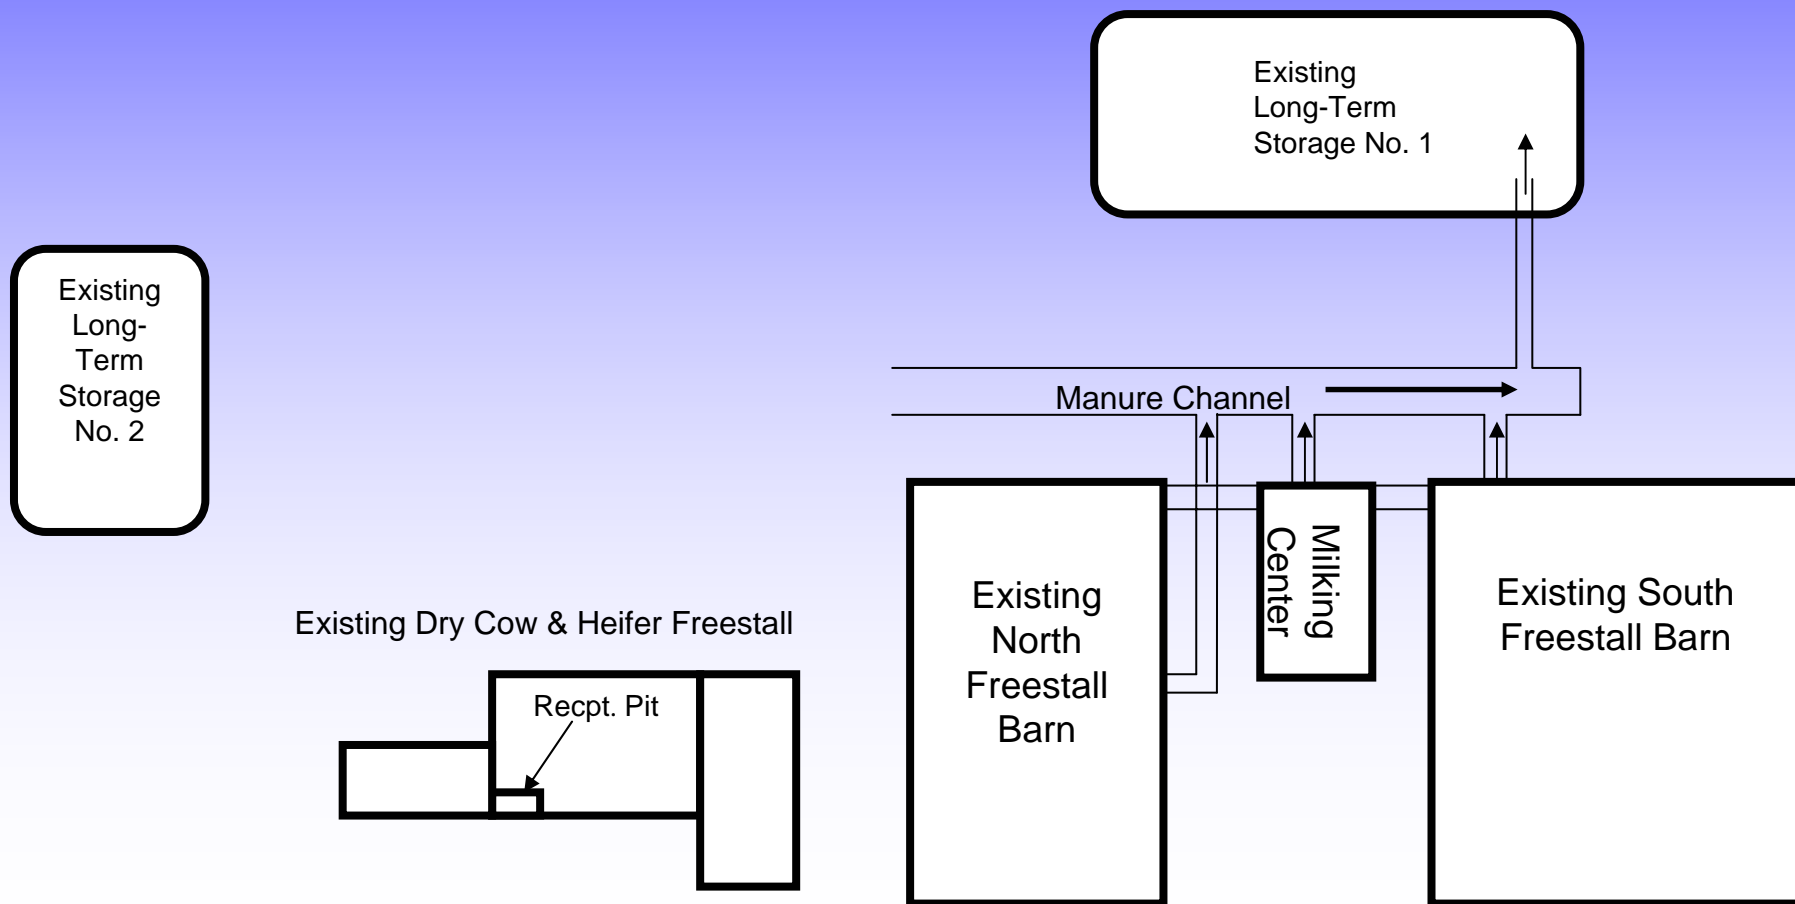 Existing
Long-Term
Storage No. 1
Existing
Long-
Term
Storage
No. 2
Manure Channel
Existing Dry Cow & Heifer Freestall
Recpt. Pit
Existing
North
Freestall
Barn
Milking
Center
Existing South
Freestall Barn